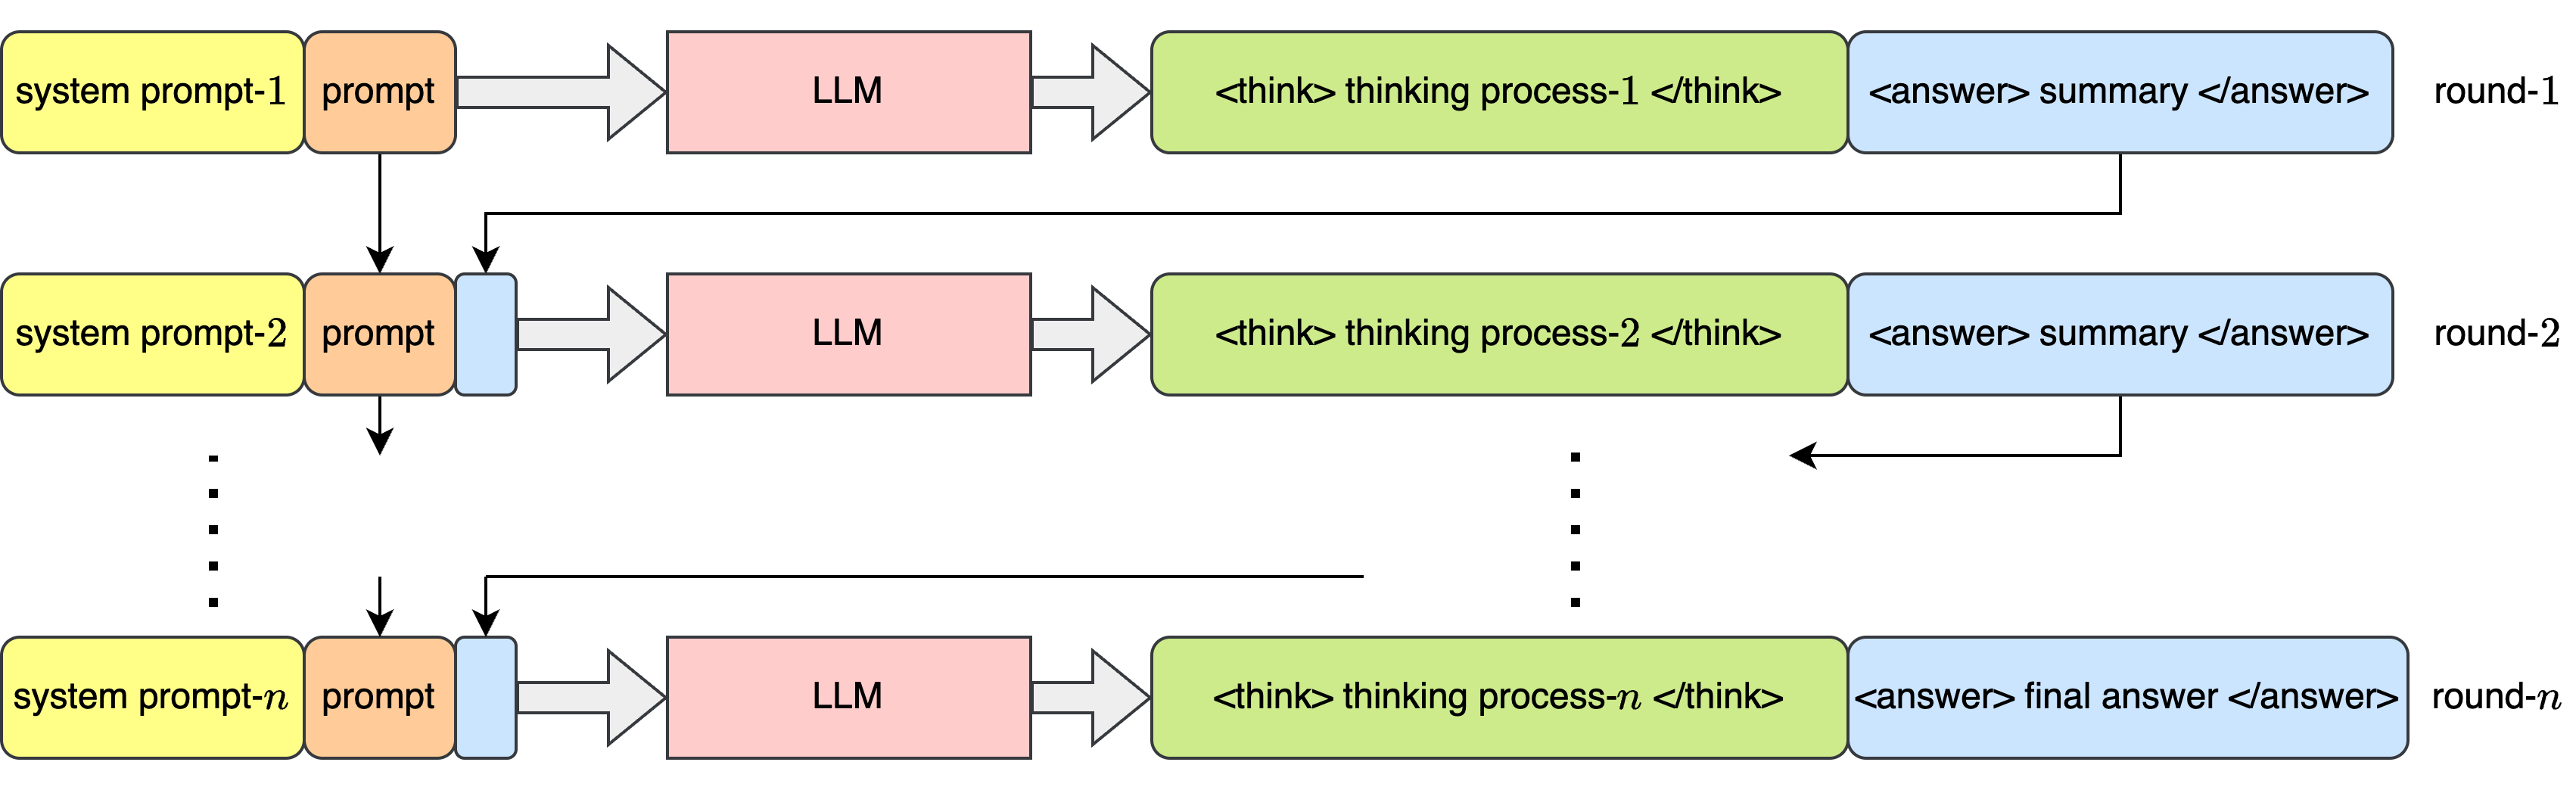 system prompt-1 prompt LLM <think> thinking process-1 </think> <answer> summary </answer> round-1
system prompt-2 prompt LLM <think> thinking process-2 </think> <answer> summary </answer> round-2
system prompt-n prompt LLM <think> thinking process-n </think> <answer> final answer </answer> round-n